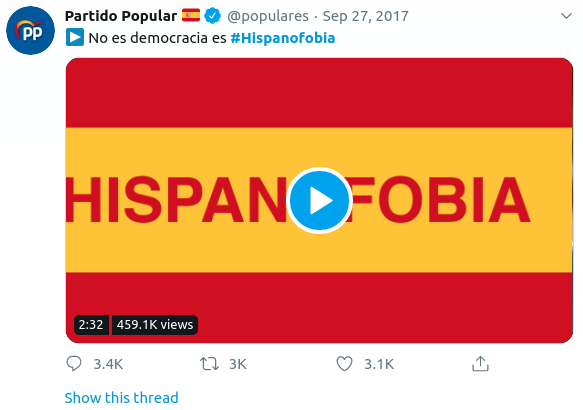 Partido Popular @populares · Sep 27, 2017
No es democracia es #Hispanofobia
HISPANOFOBIA
2:32 459.1K views
3.4K 3K 3.1K
Show this thread
pp